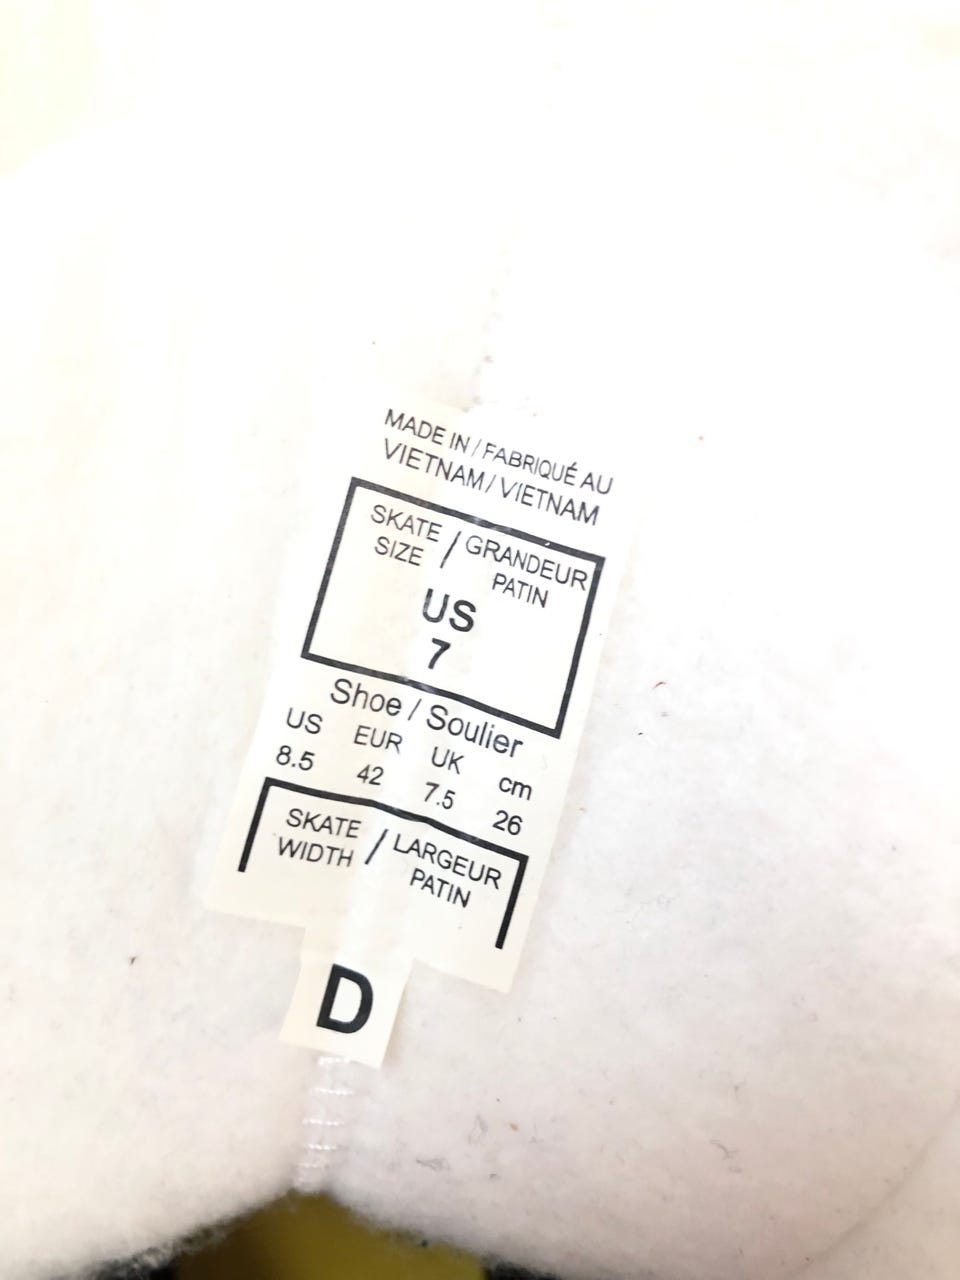 MADE IN / FABRIQUÉ AU
VIETNAM / VIETNAM
SKATE / GRANDEUR
SIZE PATIN
US
7
Shoe / Soulier
US EUR UK cm
8.5 42 7.5 26
SKATE / LARGEUR
WIDTH PATIN
D